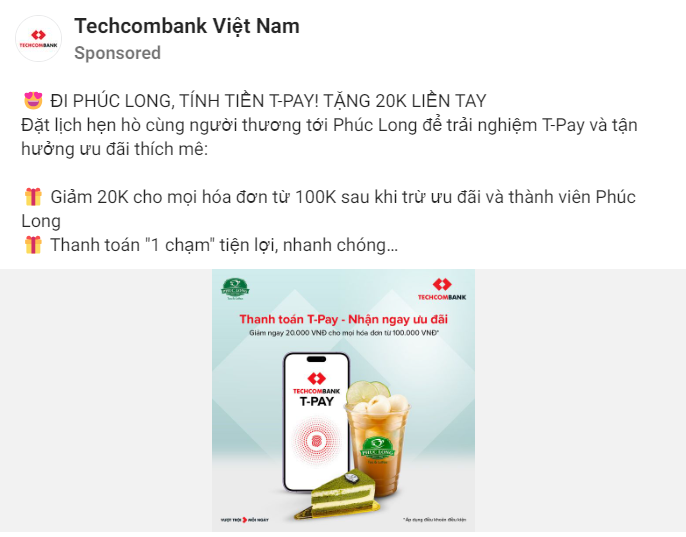 Techcombank Việt Nam
TECHCOMBANK
Sponsored
😍 ĐI PHÚC LONG, TÍNH TIỀN T-PAY! TẶNG 20K LIỀN TAY
Đặt lịch hẹn hò cùng người thương tới Phúc Long để trải nghiệm T-Pay và tận
hưởng ưu đãi thích mê:
🎁 Giảm 20K cho mọi hóa đơn từ 100K sau khi trừ ưu đãi và thành viên Phúc
Long
🎁 Thanh toán "1 chạm" tiện lợi, nhanh chóng...
PHUC LONG
TECHCOMBANK
Thanh toán T-Pay - Nhận ngay ưu đãi
Giảm ngay 20.000 VNĐ cho mọi hóa đơn từ 100.000 VNĐ*
TECHCOMBANK
T-PAY
PHUC LONG
VƯỢT TRỘI MỖI NGAY
*Áp dụng điều khoản điều kiện